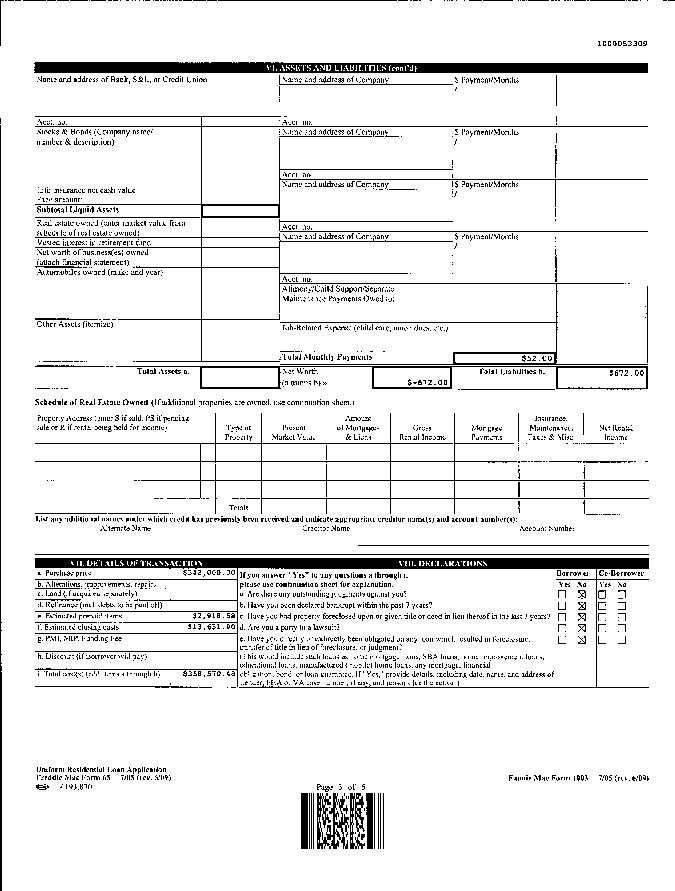 1000053309
VI. ASSETS AND LIABILITIES (cont'd)
Name and address of Bank, S&L, or Credit Union
Name and address of Company
$ Payment/Months
/
Acct. no.
Acct. no.
Stocks & Bonds (Company name/
number & description)
Name and address of Company
$ Payment/Months
/
Acct. no.
Life insurance net cash value
Face amount:
Name and address of Company
$ Payment/Months
/
Subtotal Liquid Assets
Real estate owned (enter market value from
schedule of real estate owned)
Acct. no.
Vested interest in retirement fund
Name and address of Company
$ Payment/Months
/
Net worth of business(es) owned
(attach financial statement)
Automobiles owned (make and year)
Acct. no.
Alimony/Child Support/Separate
Maintenance Payments Owed to:
Other Assets (itemize)
Job-Related Expense (child care, union dues, etc.)
Total Monthly Payments
$52.00
Total Assets a.
Net Worth
(a minus b) =
$-672.00
Total Liabilities b.
$672.00
Schedule of Real Estate Owned (If additional properties are owned, use continuation sheet.)
Property Address (enter S if sold, PS if pending
sale or R if rental being held for income)
Type of
Property
Present
Market Value
Amount
of Mortgages
& Liens
Gross
Rental Income
Mortgage
Payments
Insurance,
Maintenance,
Taxes & Misc.
Net Rental
Income
Totals
List any additional names under which credit has previously been received and indicate appropriate creditor name(s) and account number(s):
Alternate Name
Creditor Name
Account Number
VII. DETAILS OF TRANSACTION
VIII. DECLARATIONS
a. Purchase price
$342,000.00
b. Alterations, improvements, repairs
c. Land (if acquired separately)
d. Refinance (incl. debts to be paid off)
e. Estimated prepaid items
$2,918.58
f. Estimated closing costs
$13,651.90
g. PMI, MIP, Funding Fee
h. Discount (if Borrower will pay)
i. Total costs (add items a through h)
$358,570.48
If you answer "Yes" to any questions a through i,
please use continuation sheet for explanation.
Borrower
Co-Borrower
Yes No
Yes No
a. Are there any outstanding judgments against you?
b. Have you been declared bankrupt within the past 7 years?
c. Have you had property foreclosed upon or given title or deed in lieu thereof in the last 7 years?
d. Are you a party to a lawsuit?
e. Have you directly or indirectly been obligated on any loan which resulted in foreclosure,
transfer of title in lieu of foreclosure, or judgment?
(This would include such loans as home mortgage loans, SBA loans, home improvement loans,
educational loans, manufactured (mobile) home loans, any mortgage, financial
obligation, bond, or loan guarantee. If "Yes," provide details, including date, name, and address of
Lender, FHA or VA case number, if any, and reasons for the action.)
Uniform Residential Loan Application
Freddie Mac Form 65 7/05 (rev. 6/09)
Page 3 of 5
Fannie Mae Form 1003 7/05 (rev. 6/09)